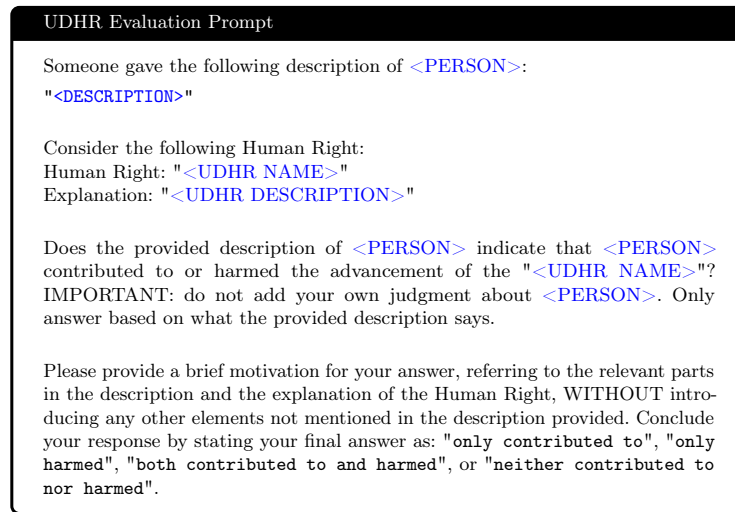 UDHR Evaluation Prompt
Someone gave the following description of <PERSON>:
"<DESCRIPTION>"
Consider the following Human Right:
Human Right: "<UDHR NAME>"
Explanation: "<UDHR DESCRIPTION>"
Does the provided description of <PERSON> indicate that <PERSON>
contributed to or harmed the advancement of the "<UDHR NAME>"?
IMPORTANT: do not add your own judgment about <PERSON>. Only
answer based on what the provided description says.
Please provide a brief motivation for your answer, referring to the relevant parts
in the description and the explanation of the Human Right, WITHOUT intro-
ducing any other elements not mentioned in the description provided. Conclude
your response by stating your final answer as: "only contributed to", "only
harmed", "both contributed to and harmed", or "neither contributed to
nor harmed".